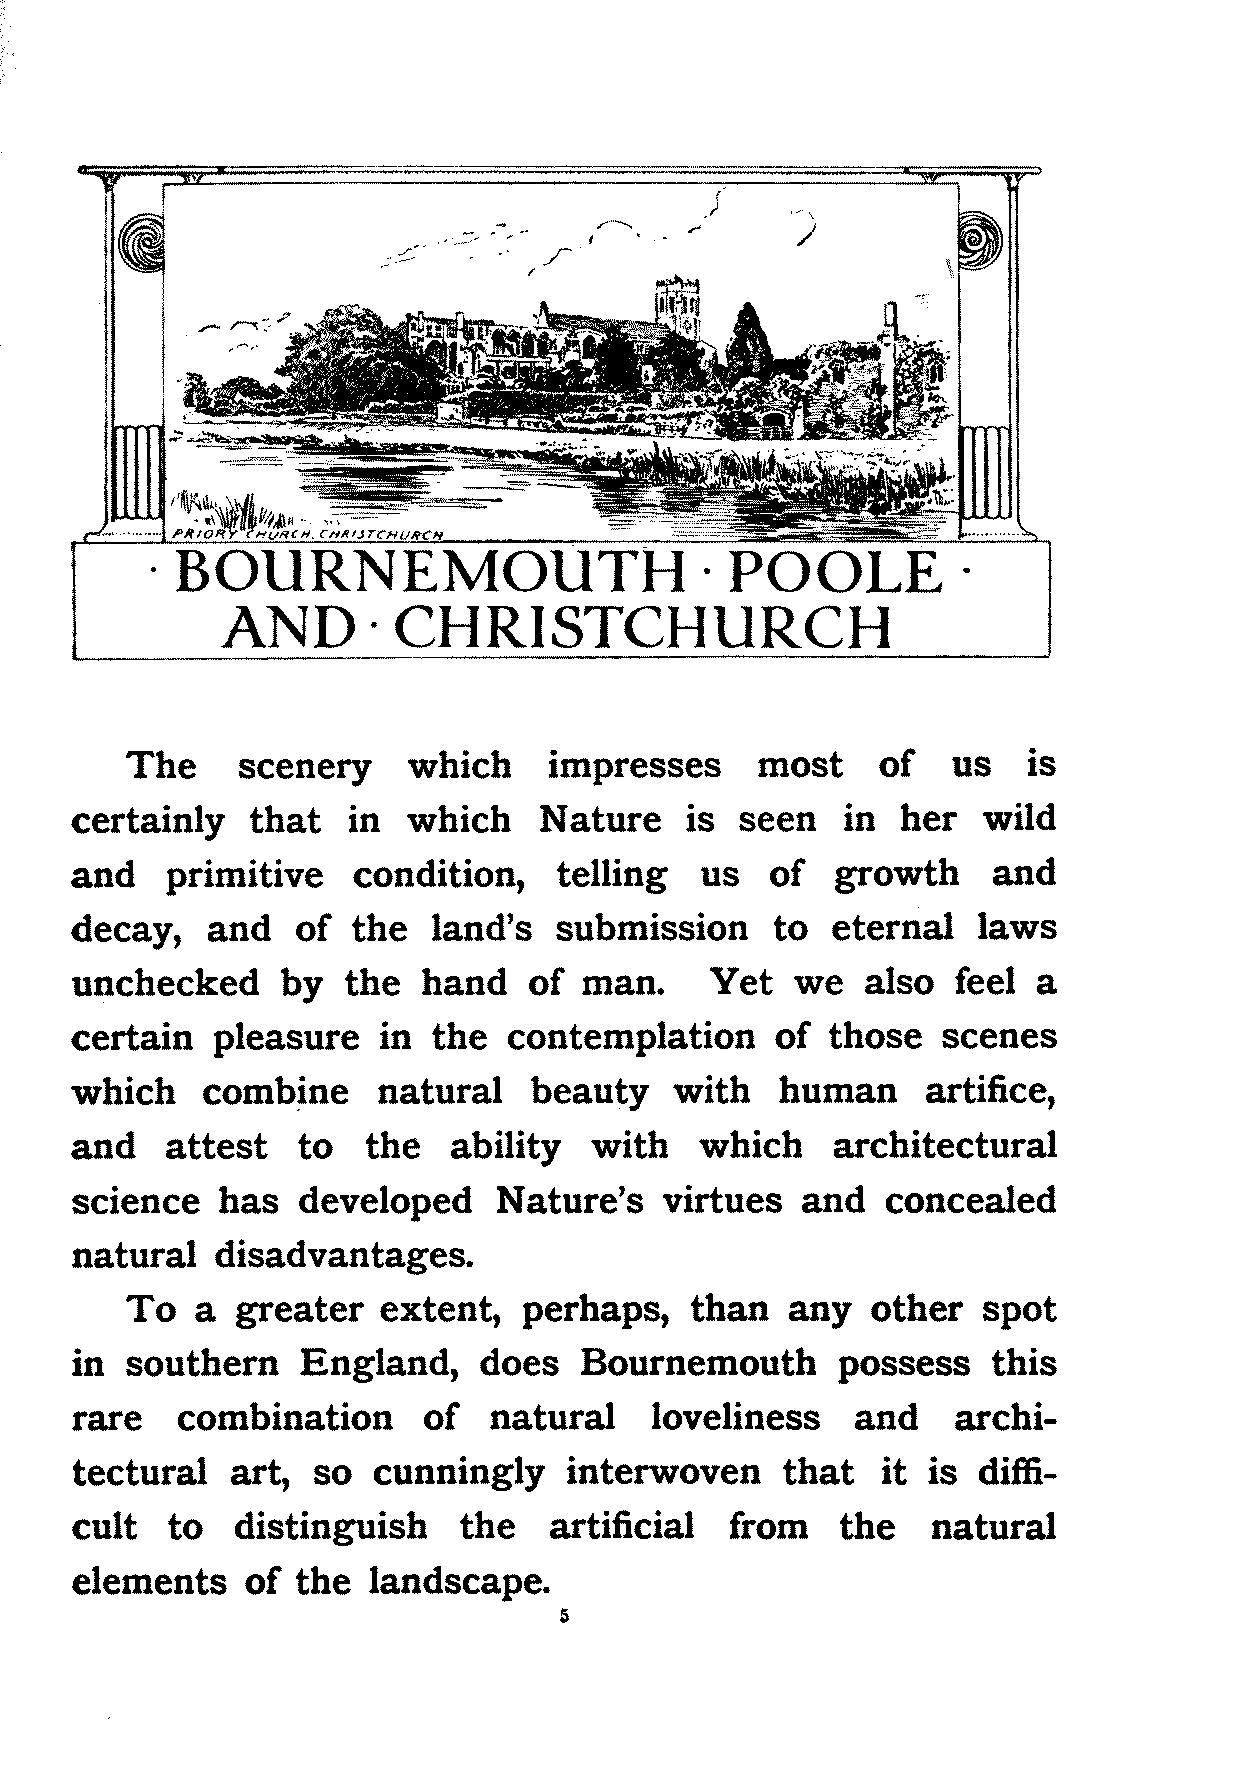 PRIORY CHURCH. CHRISTCHURCH
· BOURNEMOUTH · POOLE ·
AND · CHRISTCHURCH
The scenery which impresses most of us is
certainly that in which Nature is seen in her wild
and primitive condition, telling us of growth and
decay, and of the land's submission to eternal laws
unchecked by the hand of man. Yet we also feel a
certain pleasure in the contemplation of those scenes
which combine natural beauty with human artifice,
and attest to the ability with which architectural
science has developed Nature's virtues and concealed
natural disadvantages.
To a greater extent, perhaps, than any other spot
in southern England, does Bournemouth possess this
rare combination of natural loveliness and archi-
tectural art, so cunningly interwoven that it is diffi-
cult to distinguish the artificial from the natural
elements of the landscape.
5